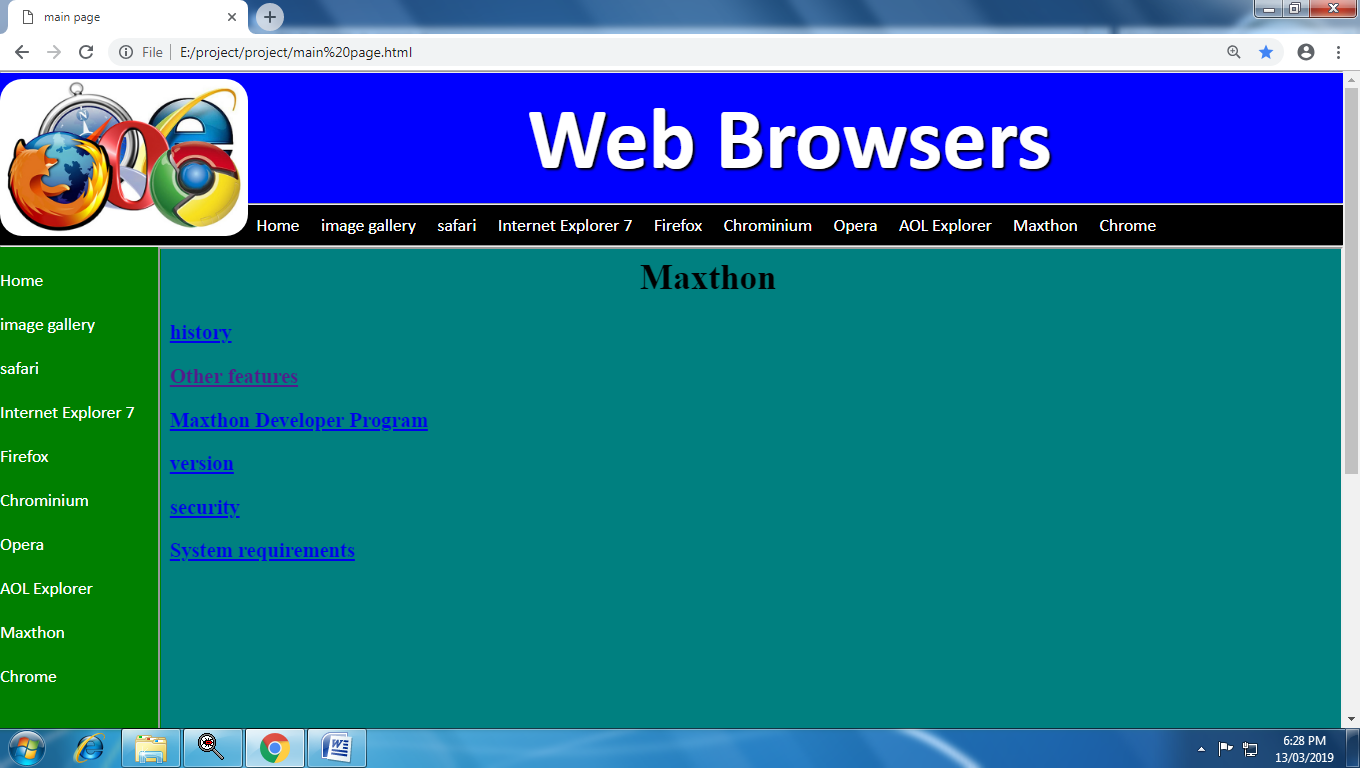 main page
File E:/project/project/main%20page.html
Web Browsers
Home image gallery safari Internet Explorer 7 Firefox Chrominium Opera AOL Explorer Maxthon Chrome
Home
image gallery
safari
Internet Explorer 7
Firefox
Chrominium
Opera
AOL Explorer
Maxthon
Chrome
Maxthon
history
Other features
Maxthon Developer Program
version
security
System requirements
6:28 PM
13/03/2019